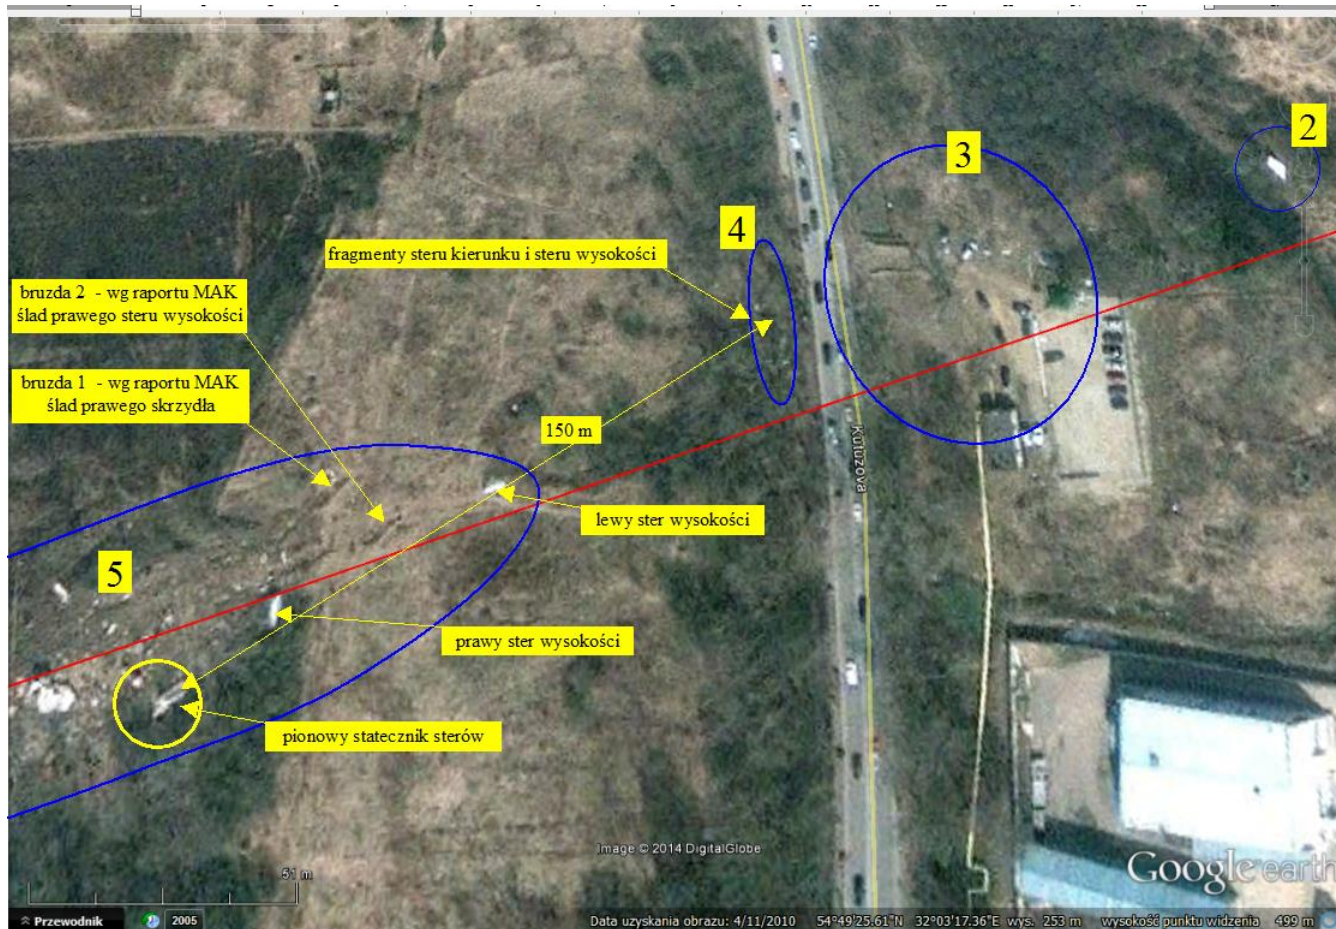 2
3
4
fragmenty steru kierunku i steru wysokości
bruzda 2 - wg raportu MAK
ślad prawego steru wysokości
bruzda 1 - wg raportu MAK
ślad prawego skrzydła
150 m
Kutuzova
lewy ster wysokości
5
prawy ster wysokości
pionowy statecznik sterów
Image © 2014 DigitalGlobe
Google earth
51 m
Przewodnik
2005
Data uzyskania obrazu: 4/11/2010 54°49'25.61"N 32°03'17.36"E wys. 253 m wysokość punktu widzenia 499 m